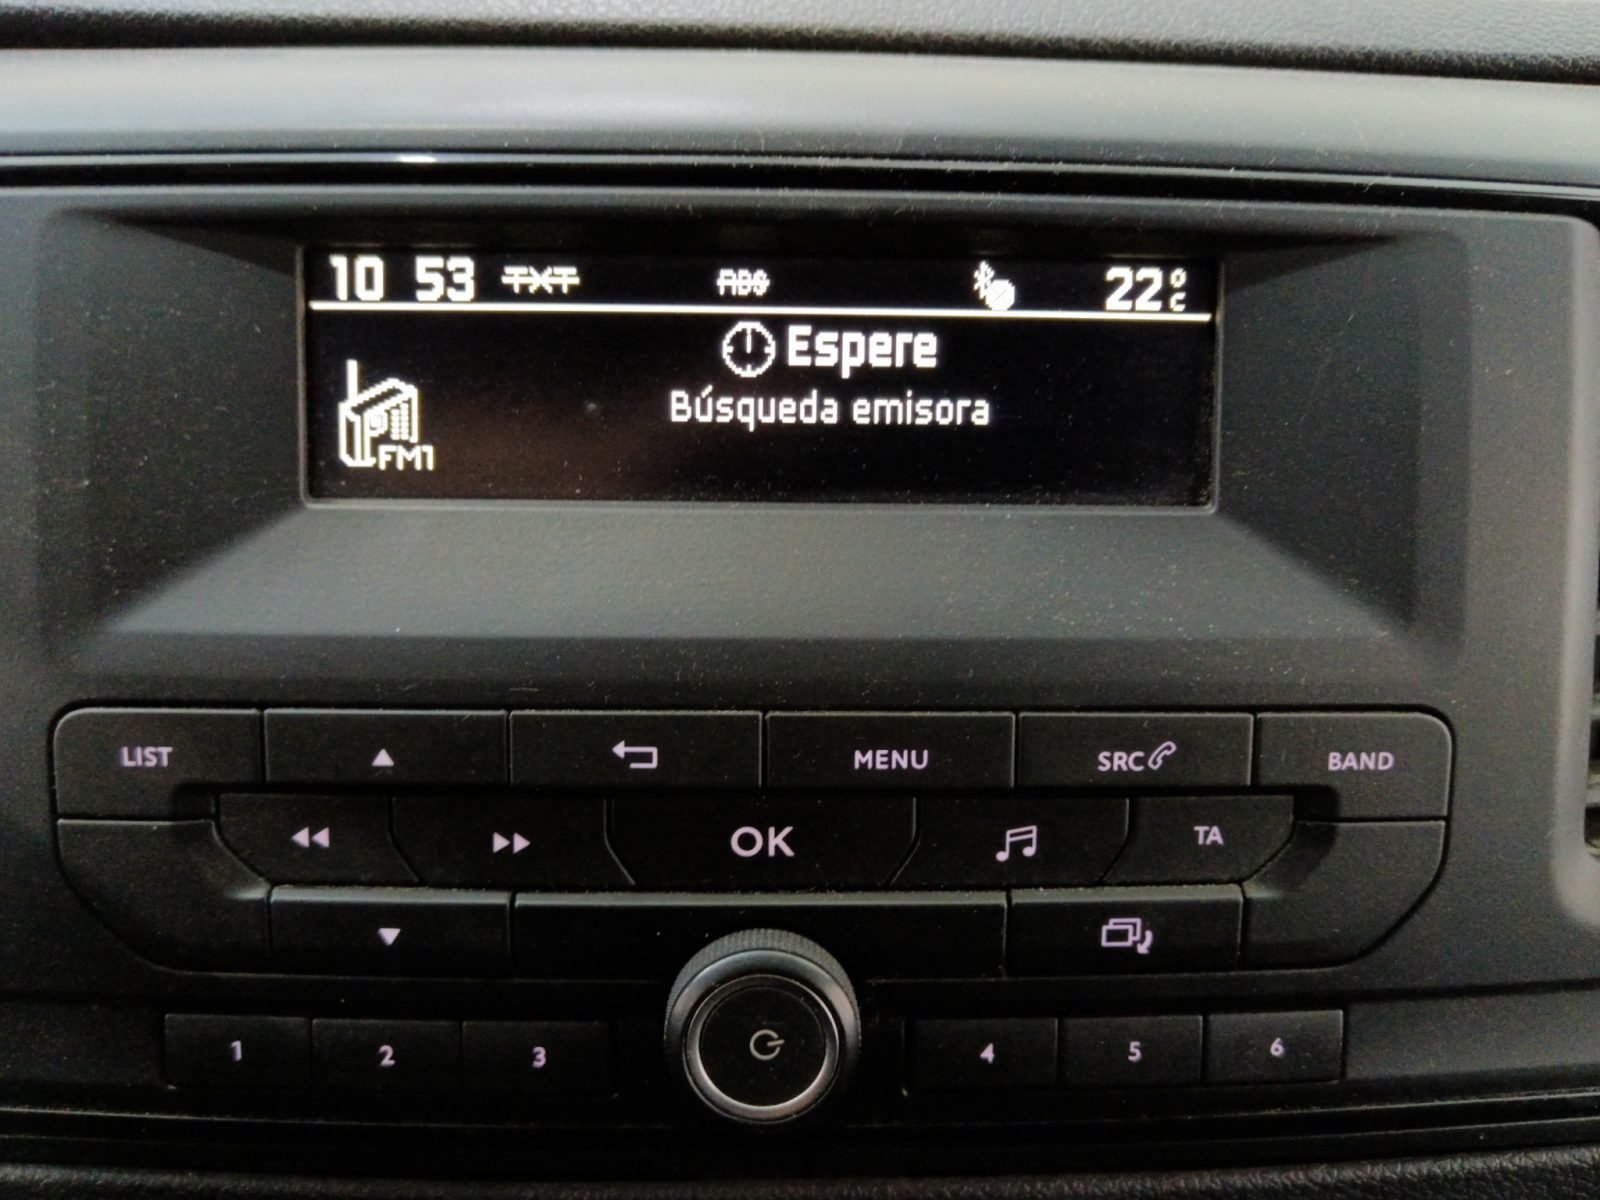 10 53 TXT RDS 22°C
Espere
Búsqueda emisora
FM1
LIST MENU SRC BAND
OK TA
1 2 3 4 5 6